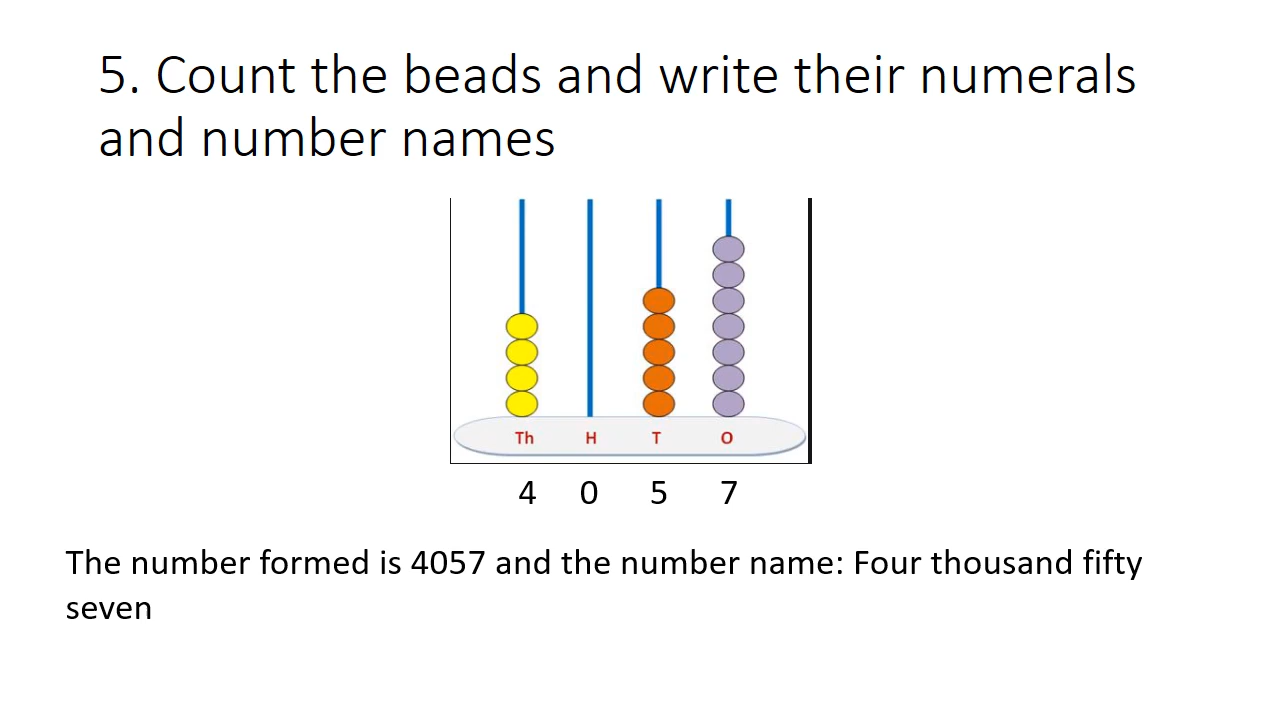 5. Count the beads and write their numerals
and number names
Th H T O
4 0 5 7
The number formed is 4057 and the number name: Four thousand fifty
seven